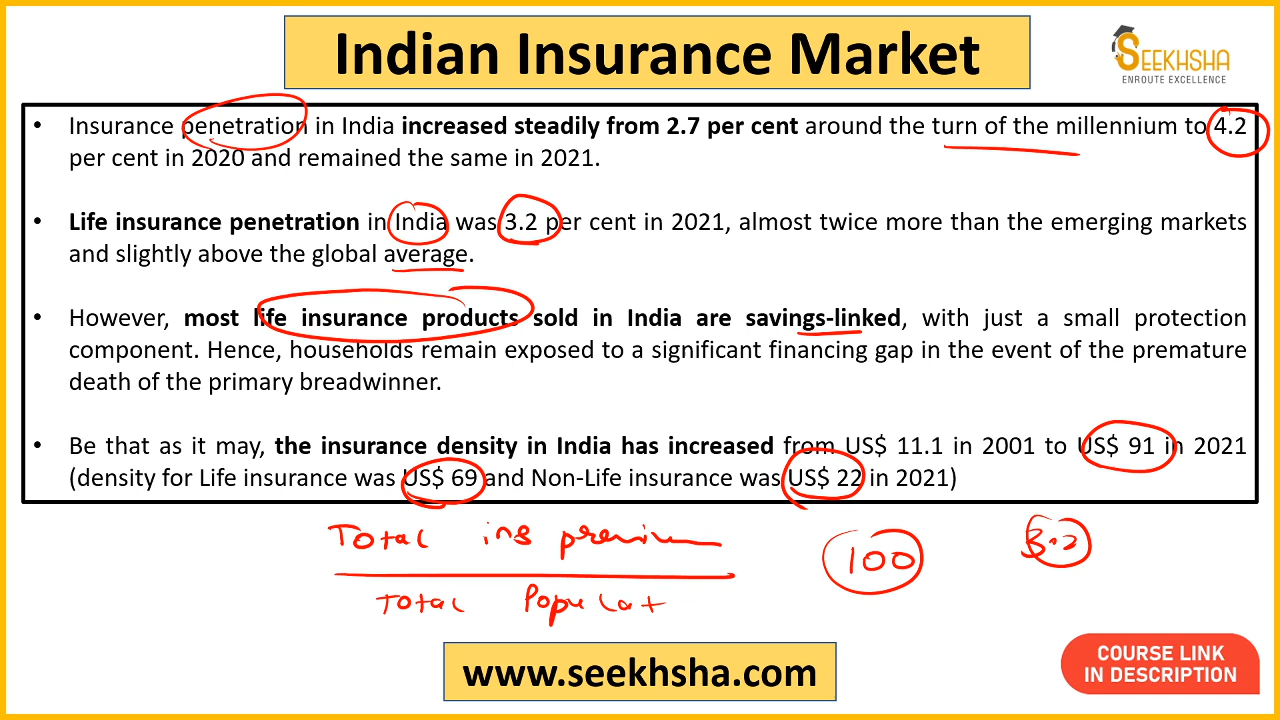 Indian Insurance Market
SEEKHSHA
ENROUTE EXCELLENCE
• Insurance penetration in India increased steadily from 2.7 per cent around the turn of the millennium to 4.2
per cent in 2020 and remained the same in 2021.
• Life insurance penetration in India was 3.2 per cent in 2021, almost twice more than the emerging markets
and slightly above the global average.
• However, most life insurance products sold in India are savings-linked, with just a small protection
component. Hence, households remain exposed to a significant financing gap in the event of the premature
death of the primary breadwinner.
• Be that as it may, the insurance density in India has increased from US$ 11.1 in 2001 to US$ 91 in 2021
(density for Life insurance was US$ 69 and Non-Life insurance was US$ 22 in 2021)
Total ins premium
Total Populat
100
3.2
www.seekhsha.com
COURSE LINK
IN DESCRIPTION